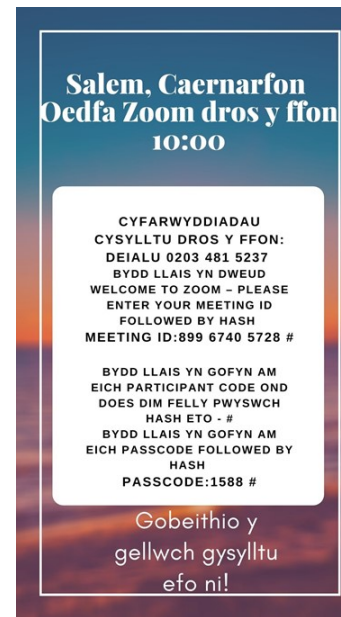 Salem, Caernarfon
Oedfa Zoom dros y ffon
10:00
CYFARWYDDIADAU
CYSYLLTU DROS Y FFON:
DEIALU 0203 481 5237
BYDD LLAIS YN DWEUD
WELCOME TO ZOOM – PLEASE
ENTER YOUR MEETING ID
FOLLOWED BY HASH
MEETING ID:899 6740 5728 #
BYDD LLAIS YN GOFYN AM
EICH PARTICIPANT CODE OND
DOES DIM FELLY PWYSWCH
HASH ETO - #
BYDD LLAIS YN GOFYN AM
EICH PASSCODE FOLLOWED BY
HASH
PASSCODE:1588 #
Gobeithio y
gellwch gysylltu
efo ni!